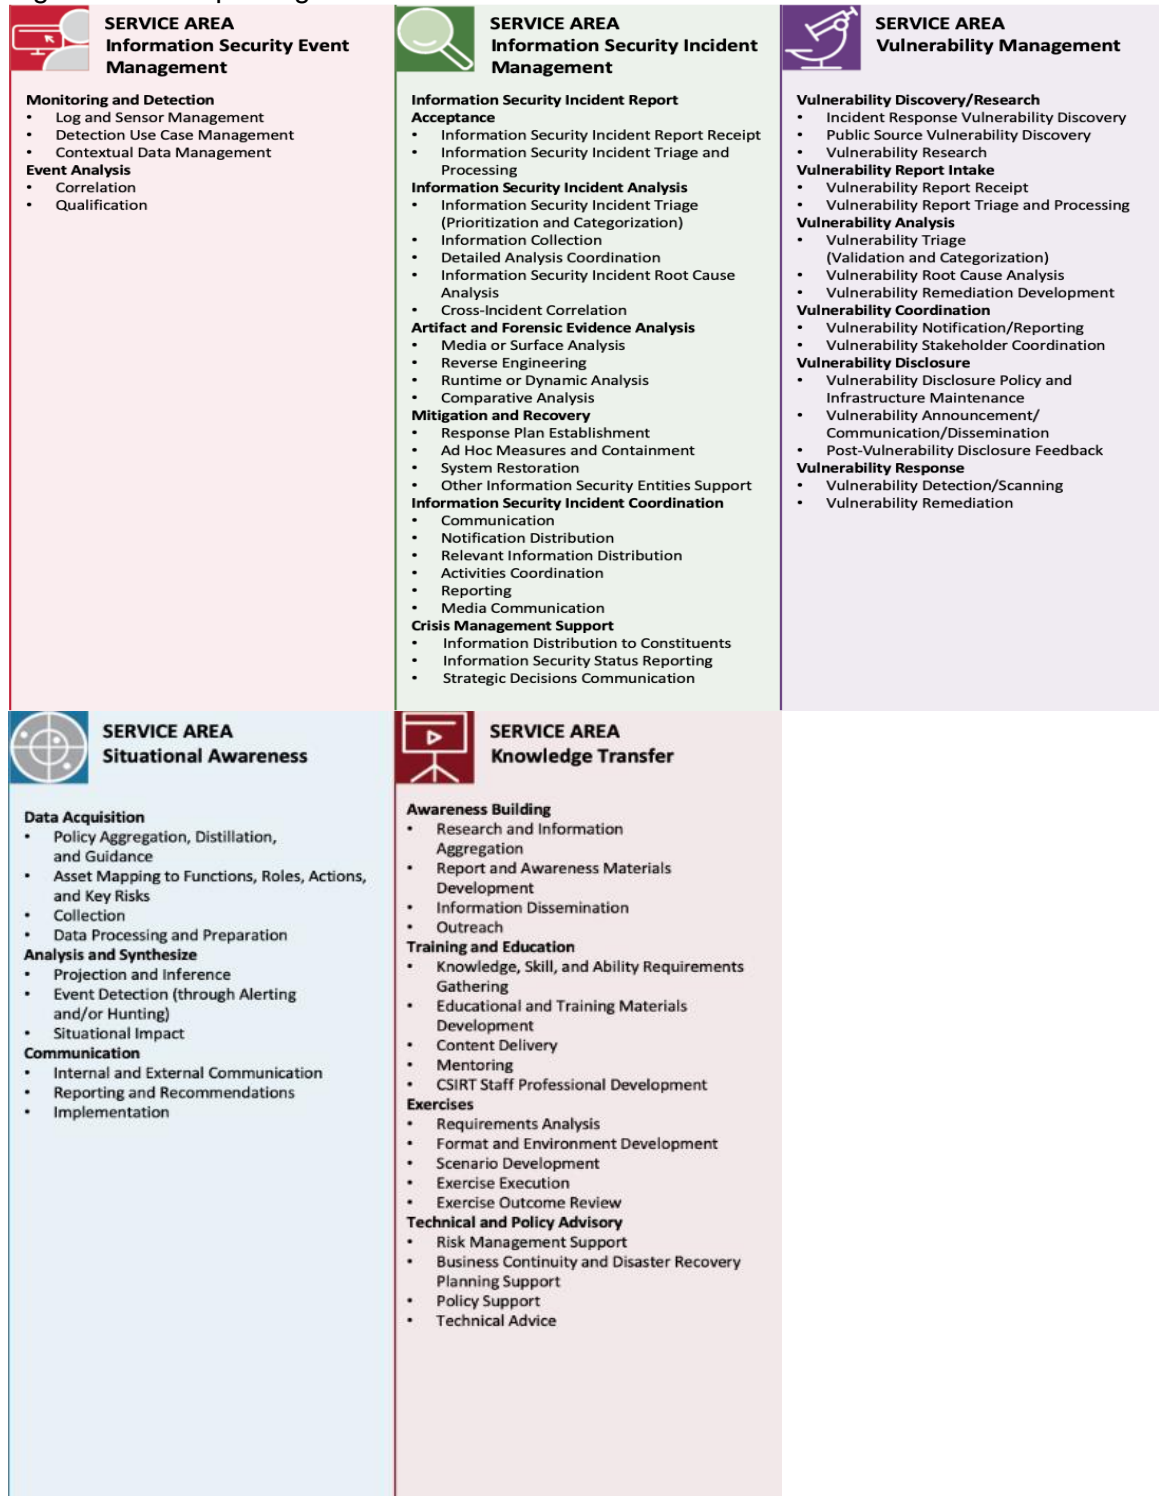 SERVICE AREA
Information Security Event
Management
Monitoring and Detection
• Log and Sensor Management
• Detection Use Case Management
• Contextual Data Management
Event Analysis
• Correlation
• Qualification
SERVICE AREA
Information Security Incident
Management
Information Security Incident Report
Acceptance
• Information Security Incident Report Receipt
• Information Security Incident Triage and
Processing
Information Security Incident Analysis
• Information Security Incident Triage
(Prioritization and Categorization)
• Information Collection
• Detailed Analysis Coordination
• Information Security Incident Root Cause
Analysis
• Cross-Incident Correlation
Artifact and Forensic Evidence Analysis
• Media or Surface Analysis
• Reverse Engineering
• Runtime or Dynamic Analysis
• Comparative Analysis
Mitigation and Recovery
• Response Plan Establishment
• Ad Hoc Measures and Containment
• System Restoration
• Other Information Security Entities Support
Information Security Incident Coordination
• Communication
• Notification Distribution
• Relevant Information Distribution
• Activities Coordination
• Reporting
• Media Communication
Crisis Management Support
• Information Distribution to Constituents
• Information Security Status Reporting
• Strategic Decisions Communication
SERVICE AREA
Vulnerability Management
Vulnerability Discovery/Research
• Incident Response Vulnerability Discovery
• Public Source Vulnerability Discovery
• Vulnerability Research
Vulnerability Report Intake
• Vulnerability Report Receipt
• Vulnerability Report Triage and Processing
Vulnerability Analysis
• Vulnerability Triage
(Validation and Categorization)
• Vulnerability Root Cause Analysis
• Vulnerability Remediation Development
Vulnerability Coordination
• Vulnerability Notification/Reporting
• Vulnerability Stakeholder Coordination
Vulnerability Disclosure
• Vulnerability Disclosure Policy and
Infrastructure Maintenance
• Vulnerability Announcement/
Communication/Dissemination
• Post-Vulnerability Disclosure Feedback
Vulnerability Response
• Vulnerability Detection/Scanning
• Vulnerability Remediation
SERVICE AREA
Situational Awareness
Data Acquisition
• Policy Aggregation, Distillation,
and Guidance
• Asset Mapping to Functions, Roles, Actions,
and Key Risks
• Collection
• Data Processing and Preparation
Analysis and Synthesize
• Projection and Inference
• Event Detection (through Alerting
and/or Hunting)
• Situational Impact
Communication
• Internal and External Communication
• Reporting and Recommendations
• Implementation
SERVICE AREA
Knowledge Transfer
Awareness Building
• Research and Information
Aggregation
• Report and Awareness Materials
Development
• Information Dissemination
• Outreach
Training and Education
• Knowledge, Skill, and Ability Requirements
Gathering
• Educational and Training Materials
Development
• Content Delivery
• Mentoring
• CSIRT Staff Professional Development
Exercises
• Requirements Analysis
• Format and Environment Development
• Scenario Development
• Exercise Execution
• Exercise Outcome Review
Technical and Policy Advisory
• Risk Management Support
• Business Continuity and Disaster Recovery
Planning Support
• Policy Support
• Technical Advice